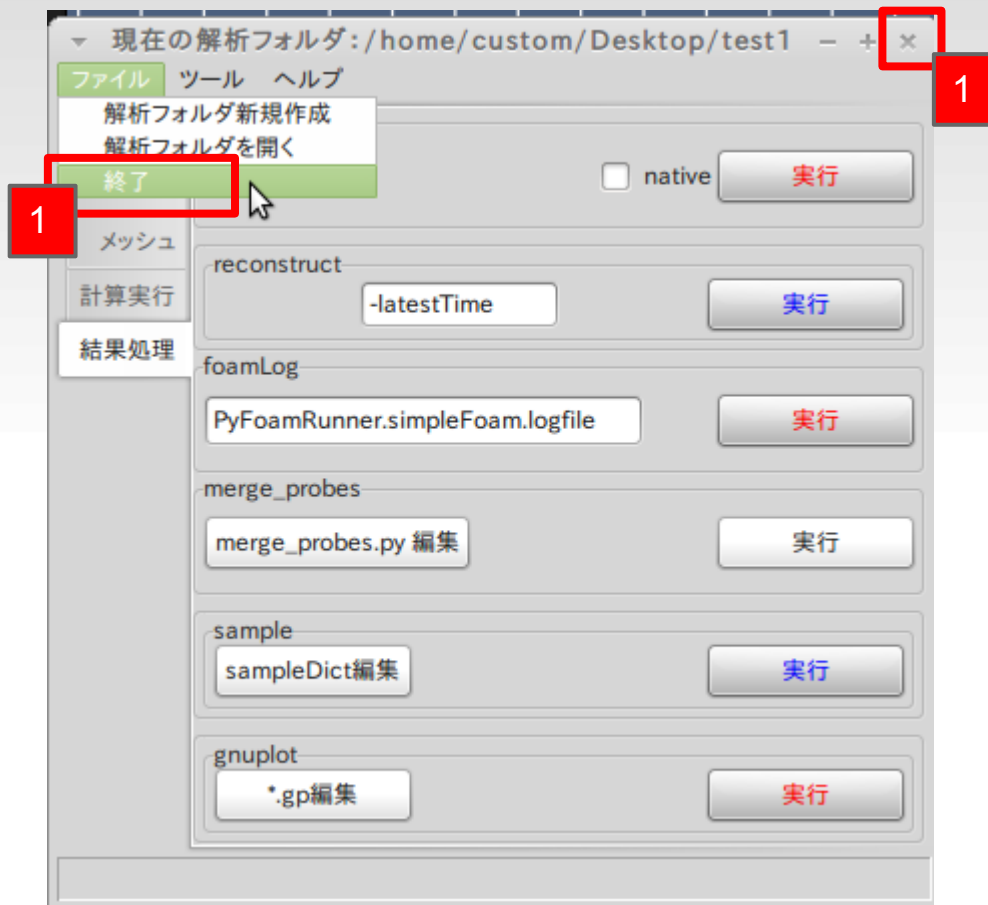 現在の解析フォルダ:/home/custom/Desktop/test1
1
ファイル ツール ヘルプ
解析フォルダ新規作成
解析フォルダを開く
終了
1
native 実行
メッシュ
計算実行
結果処理
reconstruct
-latestTime 実行
foamLog
PyFoamRunner.simpleFoam.logfile 実行
merge_probes
merge_probes.py 編集 実行
sample
sampleDict編集 実行
gnuplot
*.gp編集 実行